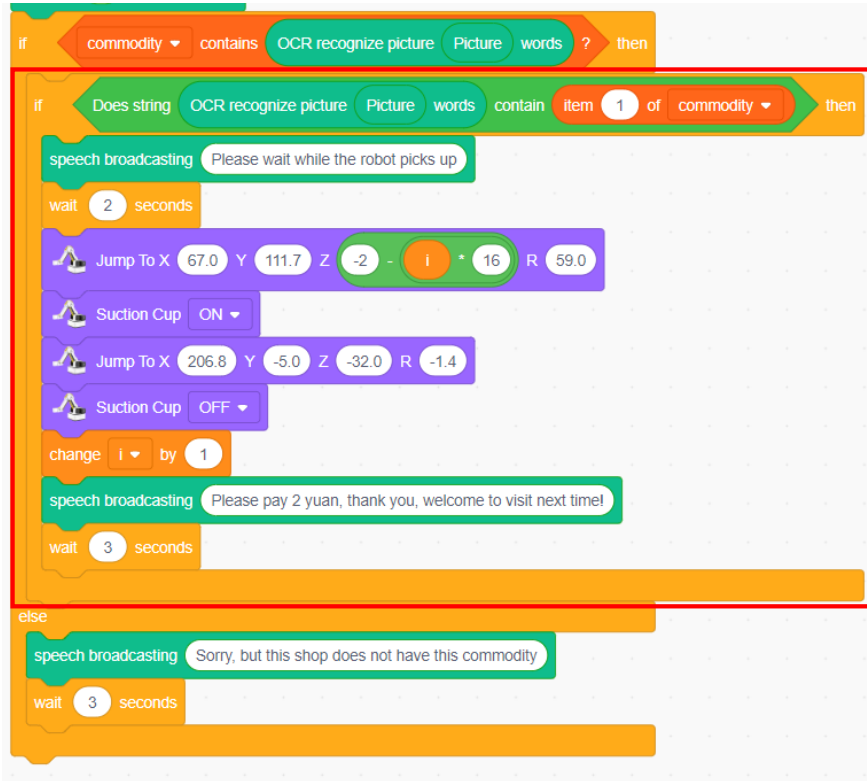 if commodity contains OCR recognize picture Picture words ? then
if Does string OCR recognize picture Picture words contain item 1 of commodity then
speech broadcasting Please wait while the robot picks up
wait 2 seconds
Jump To X 67.0 Y 111.7 Z -2 - i * 16 R 59.0
Suction Cup ON
Jump To X 206.8 Y -5.0 Z -32.0 R -1.4
Suction Cup OFF
change i by 1
speech broadcasting Please pay 2 yuan, thank you, welcome to visit next time!
wait 3 seconds
else
speech broadcasting Sorry, but this shop does not have this commodity
wait 3 seconds